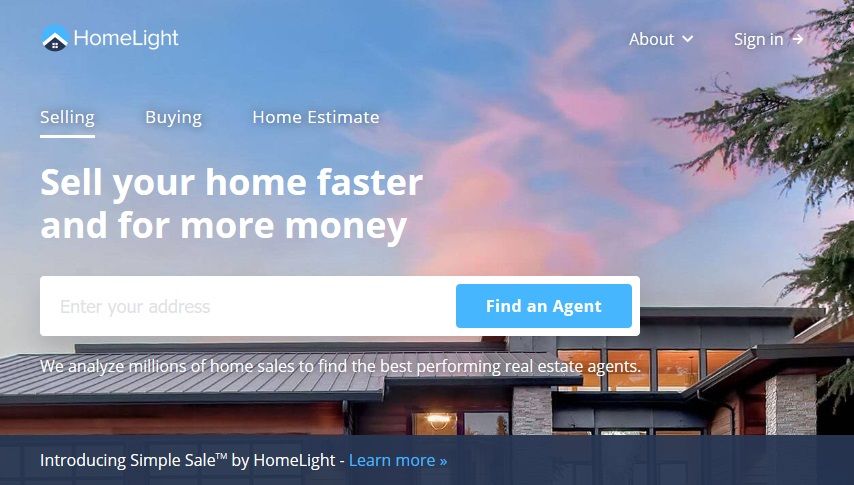 HomeLight
About
Sign in →
Selling
Buying
Home Estimate
Sell your home faster
and for more money
Enter your address
Find an Agent
We analyze millions of home sales to find the best performing real estate agents.
Introducing Simple Sale™ by HomeLight - Learn more »